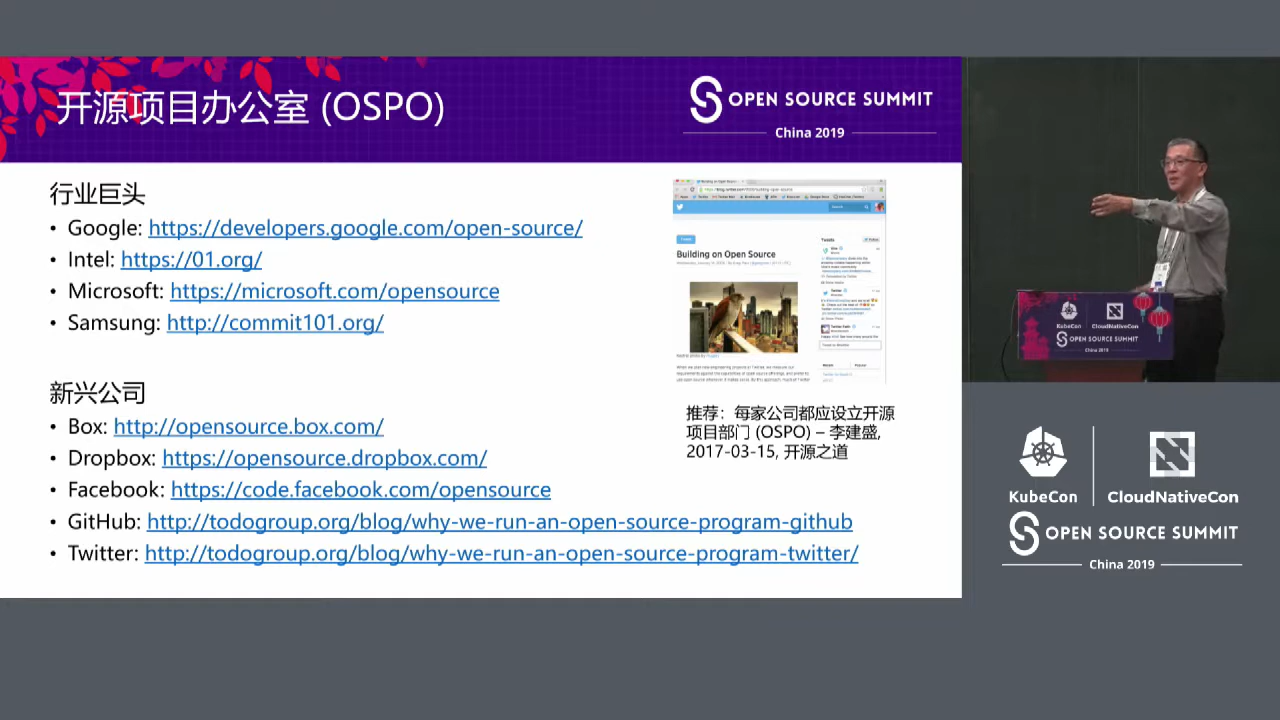 开源项目办公室 (OSPO)
OPEN SOURCE SUMMIT
China 2019
行业巨头
• Google: https://developers.google.com/open-source/
• Intel: https://01.org/
• Microsoft: https://microsoft.com/opensource
• Samsung: http://commit101.org/
新兴公司
• Box: http://opensource.box.com/
• Dropbox: https://opensource.dropbox.com/
• Facebook: https://code.facebook.com/opensource
• GitHub: http://todogroup.org/blog/why-we-run-an-open-source-program-github
• Twitter: http://todogroup.org/blog/why-we-run-an-open-source-program-twitter/
Building on Open Source
Tweets
推荐：每家公司都应设立开源
项目部门 (OSPO) – 李建盛,
2017-03-15, 开源之道
KubeCon
CloudNativeCon
OPEN SOURCE SUMMIT
China 2019
KubeCon
CloudNativeCon
OPEN SOURCE SUMMIT
China 2019